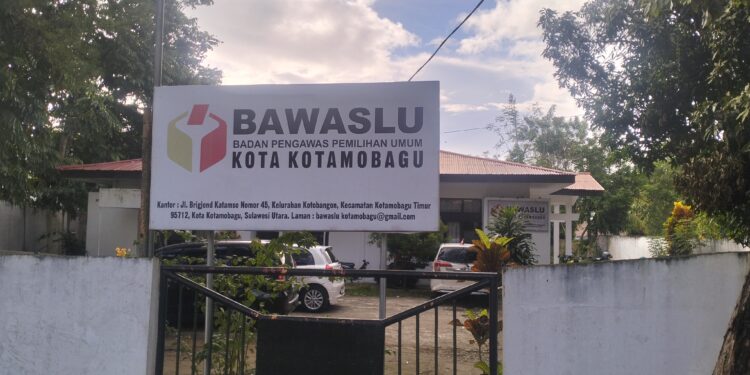 BAWASLU
BADAN PENGAWAS PEMILIHAN UMUM
KOTA KOTAMOBAGU
Kantor : Jl. Brigjend Katamso Nomor 45, Kelurahan Kotobangon, Kecamatan Kotamobagu Timur
95712, Kota Kotamobagu, Sulawesi Utara. Laman : bawaslu kotamobagu@gmail.com
BAWASLU